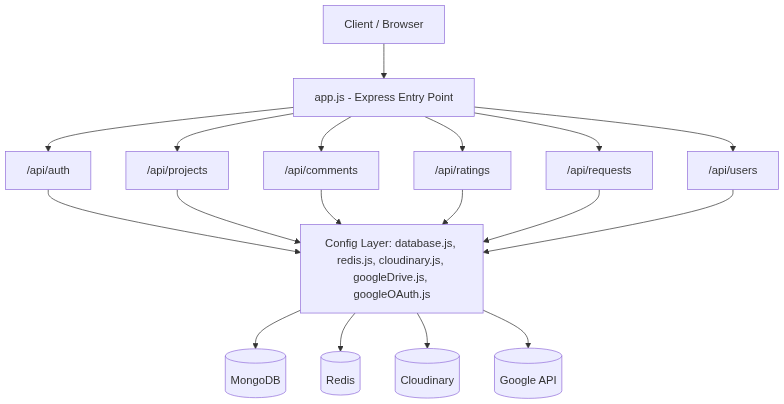 Client / Browser
app.js - Express Entry Point
/api/auth
/api/projects
/api/comments
/api/ratings
/api/requests
/api/users
Config Layer: database.js,
redis.js, cloudinary.js,
googleDrive.js,
googleOAuth.js
MongoDB
Redis
Cloudinary
Google API